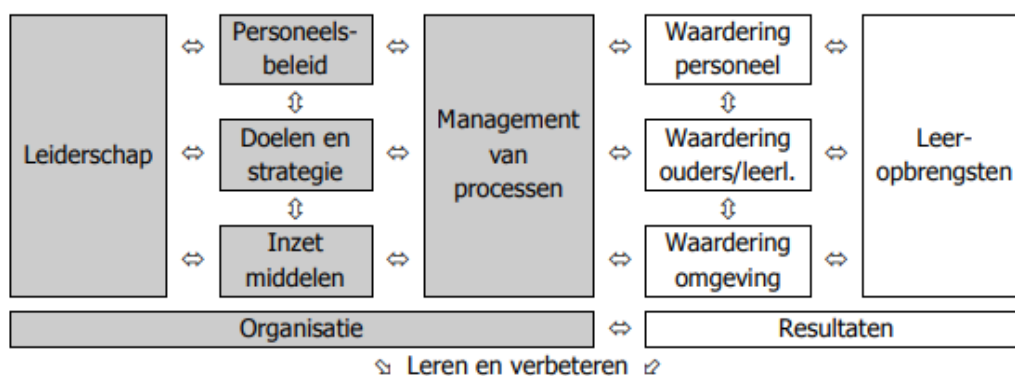 Leiderschap
Personeels-
beleid
Doelen en
strategie
Inzet
middelen
Management
van
processen
Waardering
personeel
Waardering
ouders/leerl.
Waardering
omgeving
Leer-
opbrengsten
Organisatie
Resultaten
Leren en verbeteren